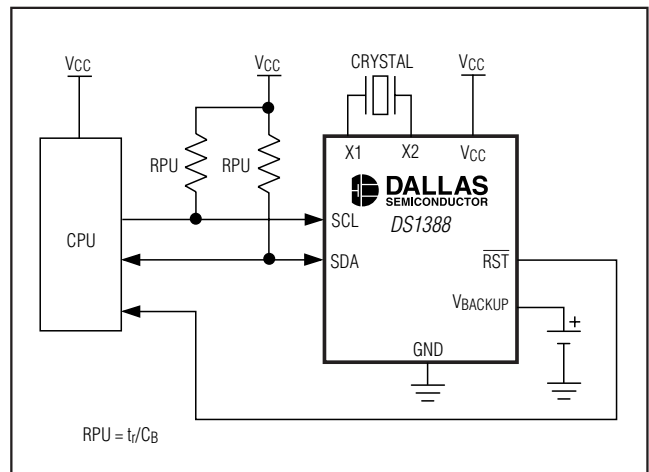 VCC
VCC
CRYSTAL
VCC
RPU
RPU
X1
X2
VCC
DALLAS
SEMICONDUCTOR
DS1388
CPU
SCL
SDA
RST
VBACKUP
+
GND
RPU = tr/CB